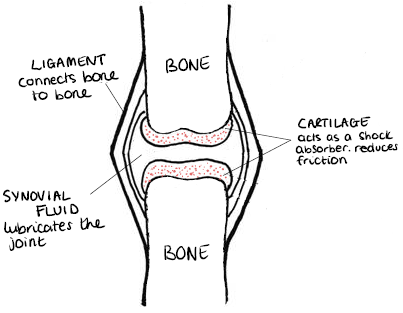 LIGAMENT
connects bone
to bone
BONE
CARTILAGE
acts as a shock
absorber. reduces
friction
SYNOVIAL
FLUID
lubricates the
joint
BONE